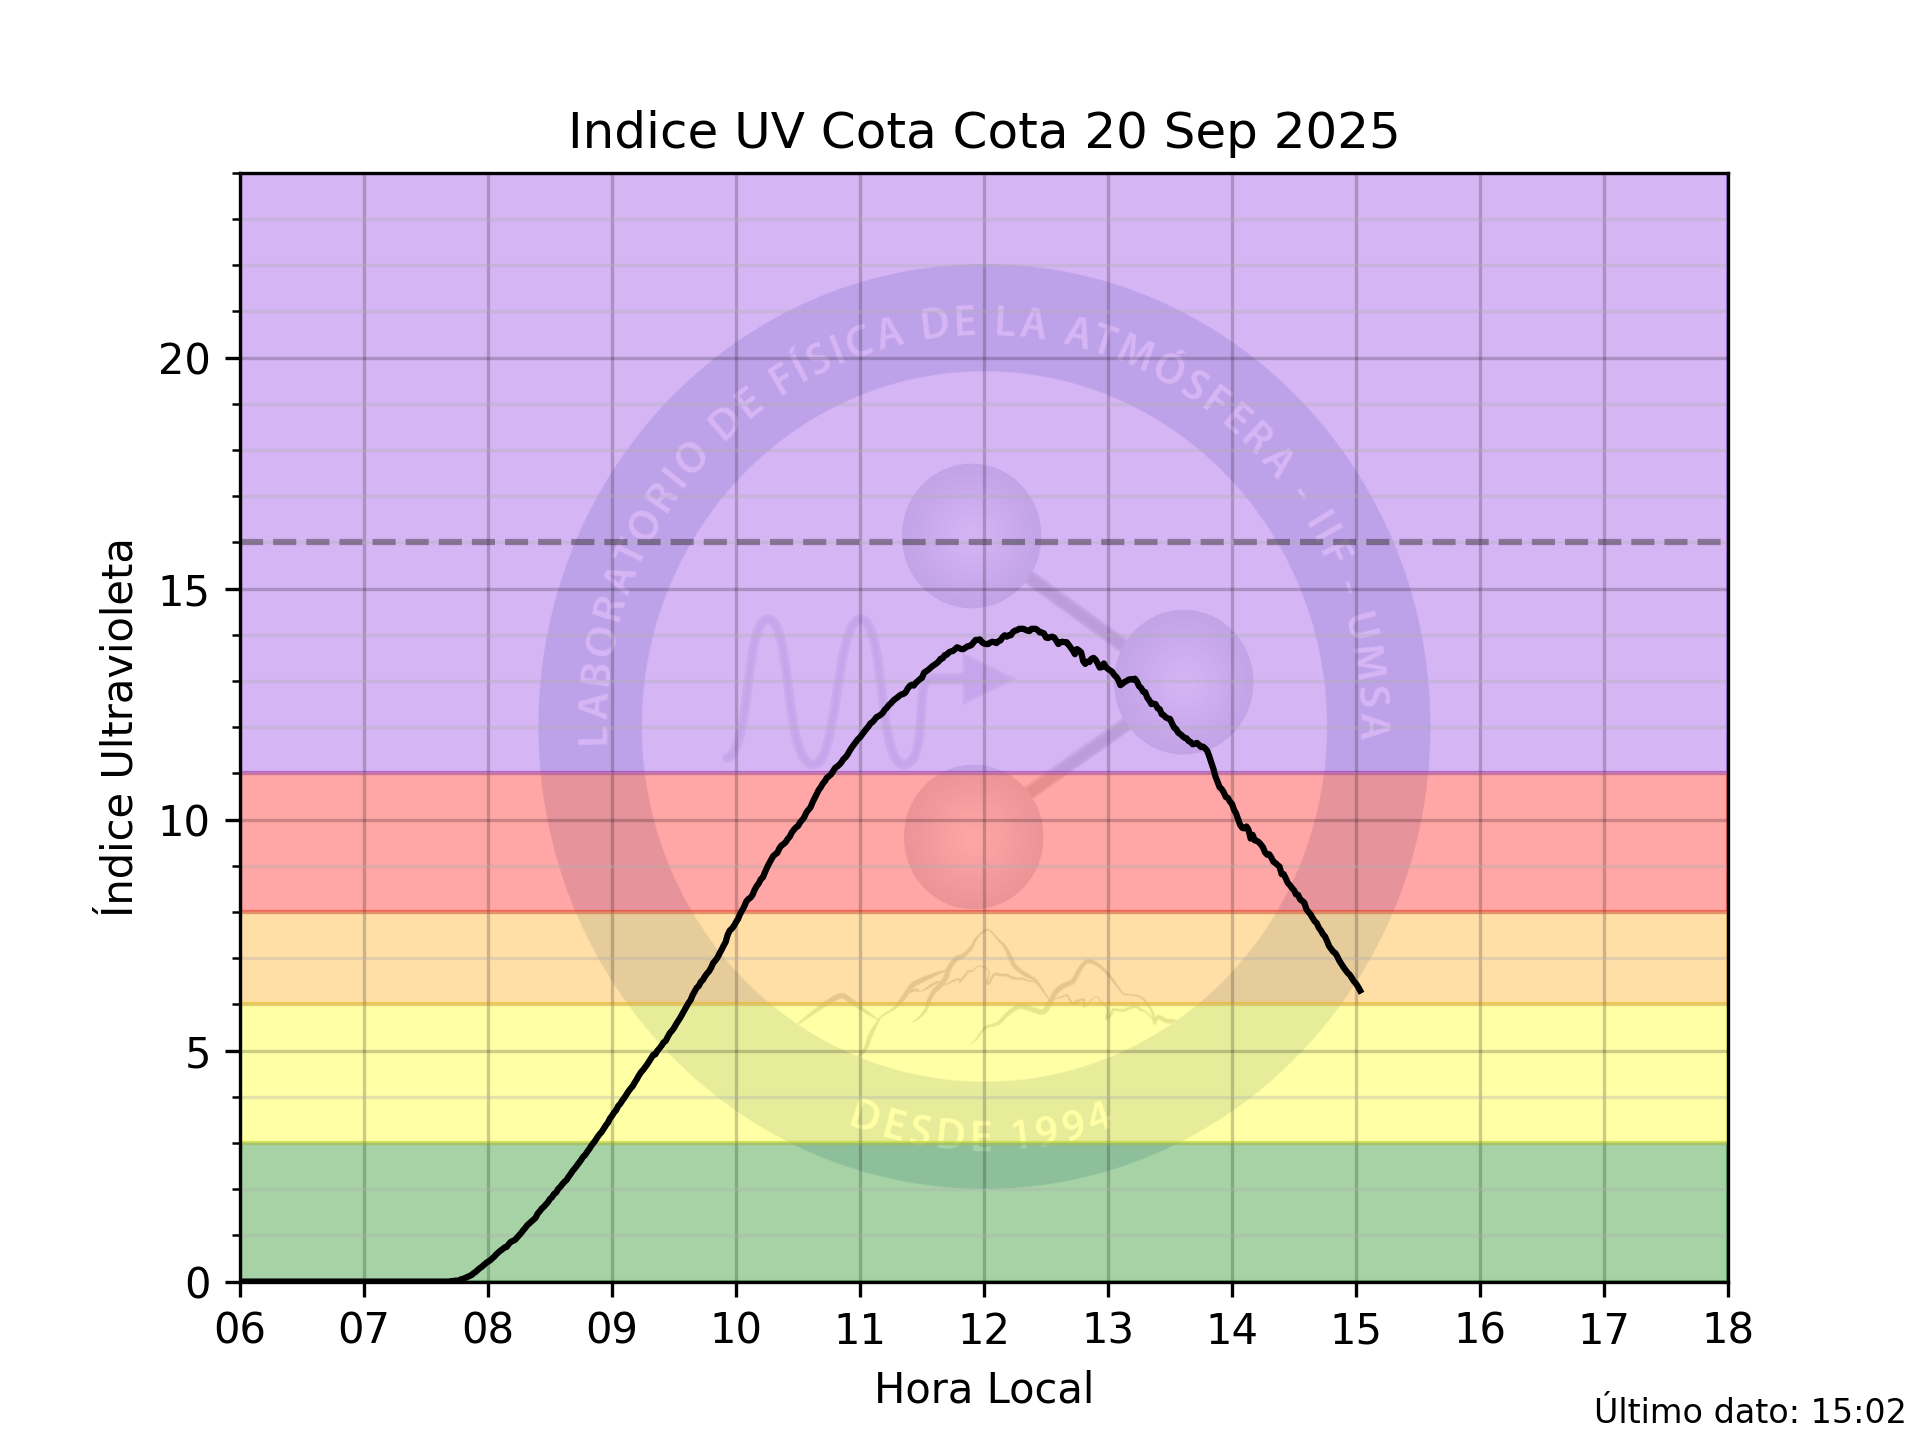 Indice UV Cota Cota 20 Sep 2025
LABORATORIO DE FÍSICA DE LA ATMÓSFERA - IIF - UMSA
20
15
10
5
0
Índice Ultravioleta
DESDE 1994
06 07 08 09 10 11 12 13 14 15 16 17 18
Hora Local
Último dato: 15:02